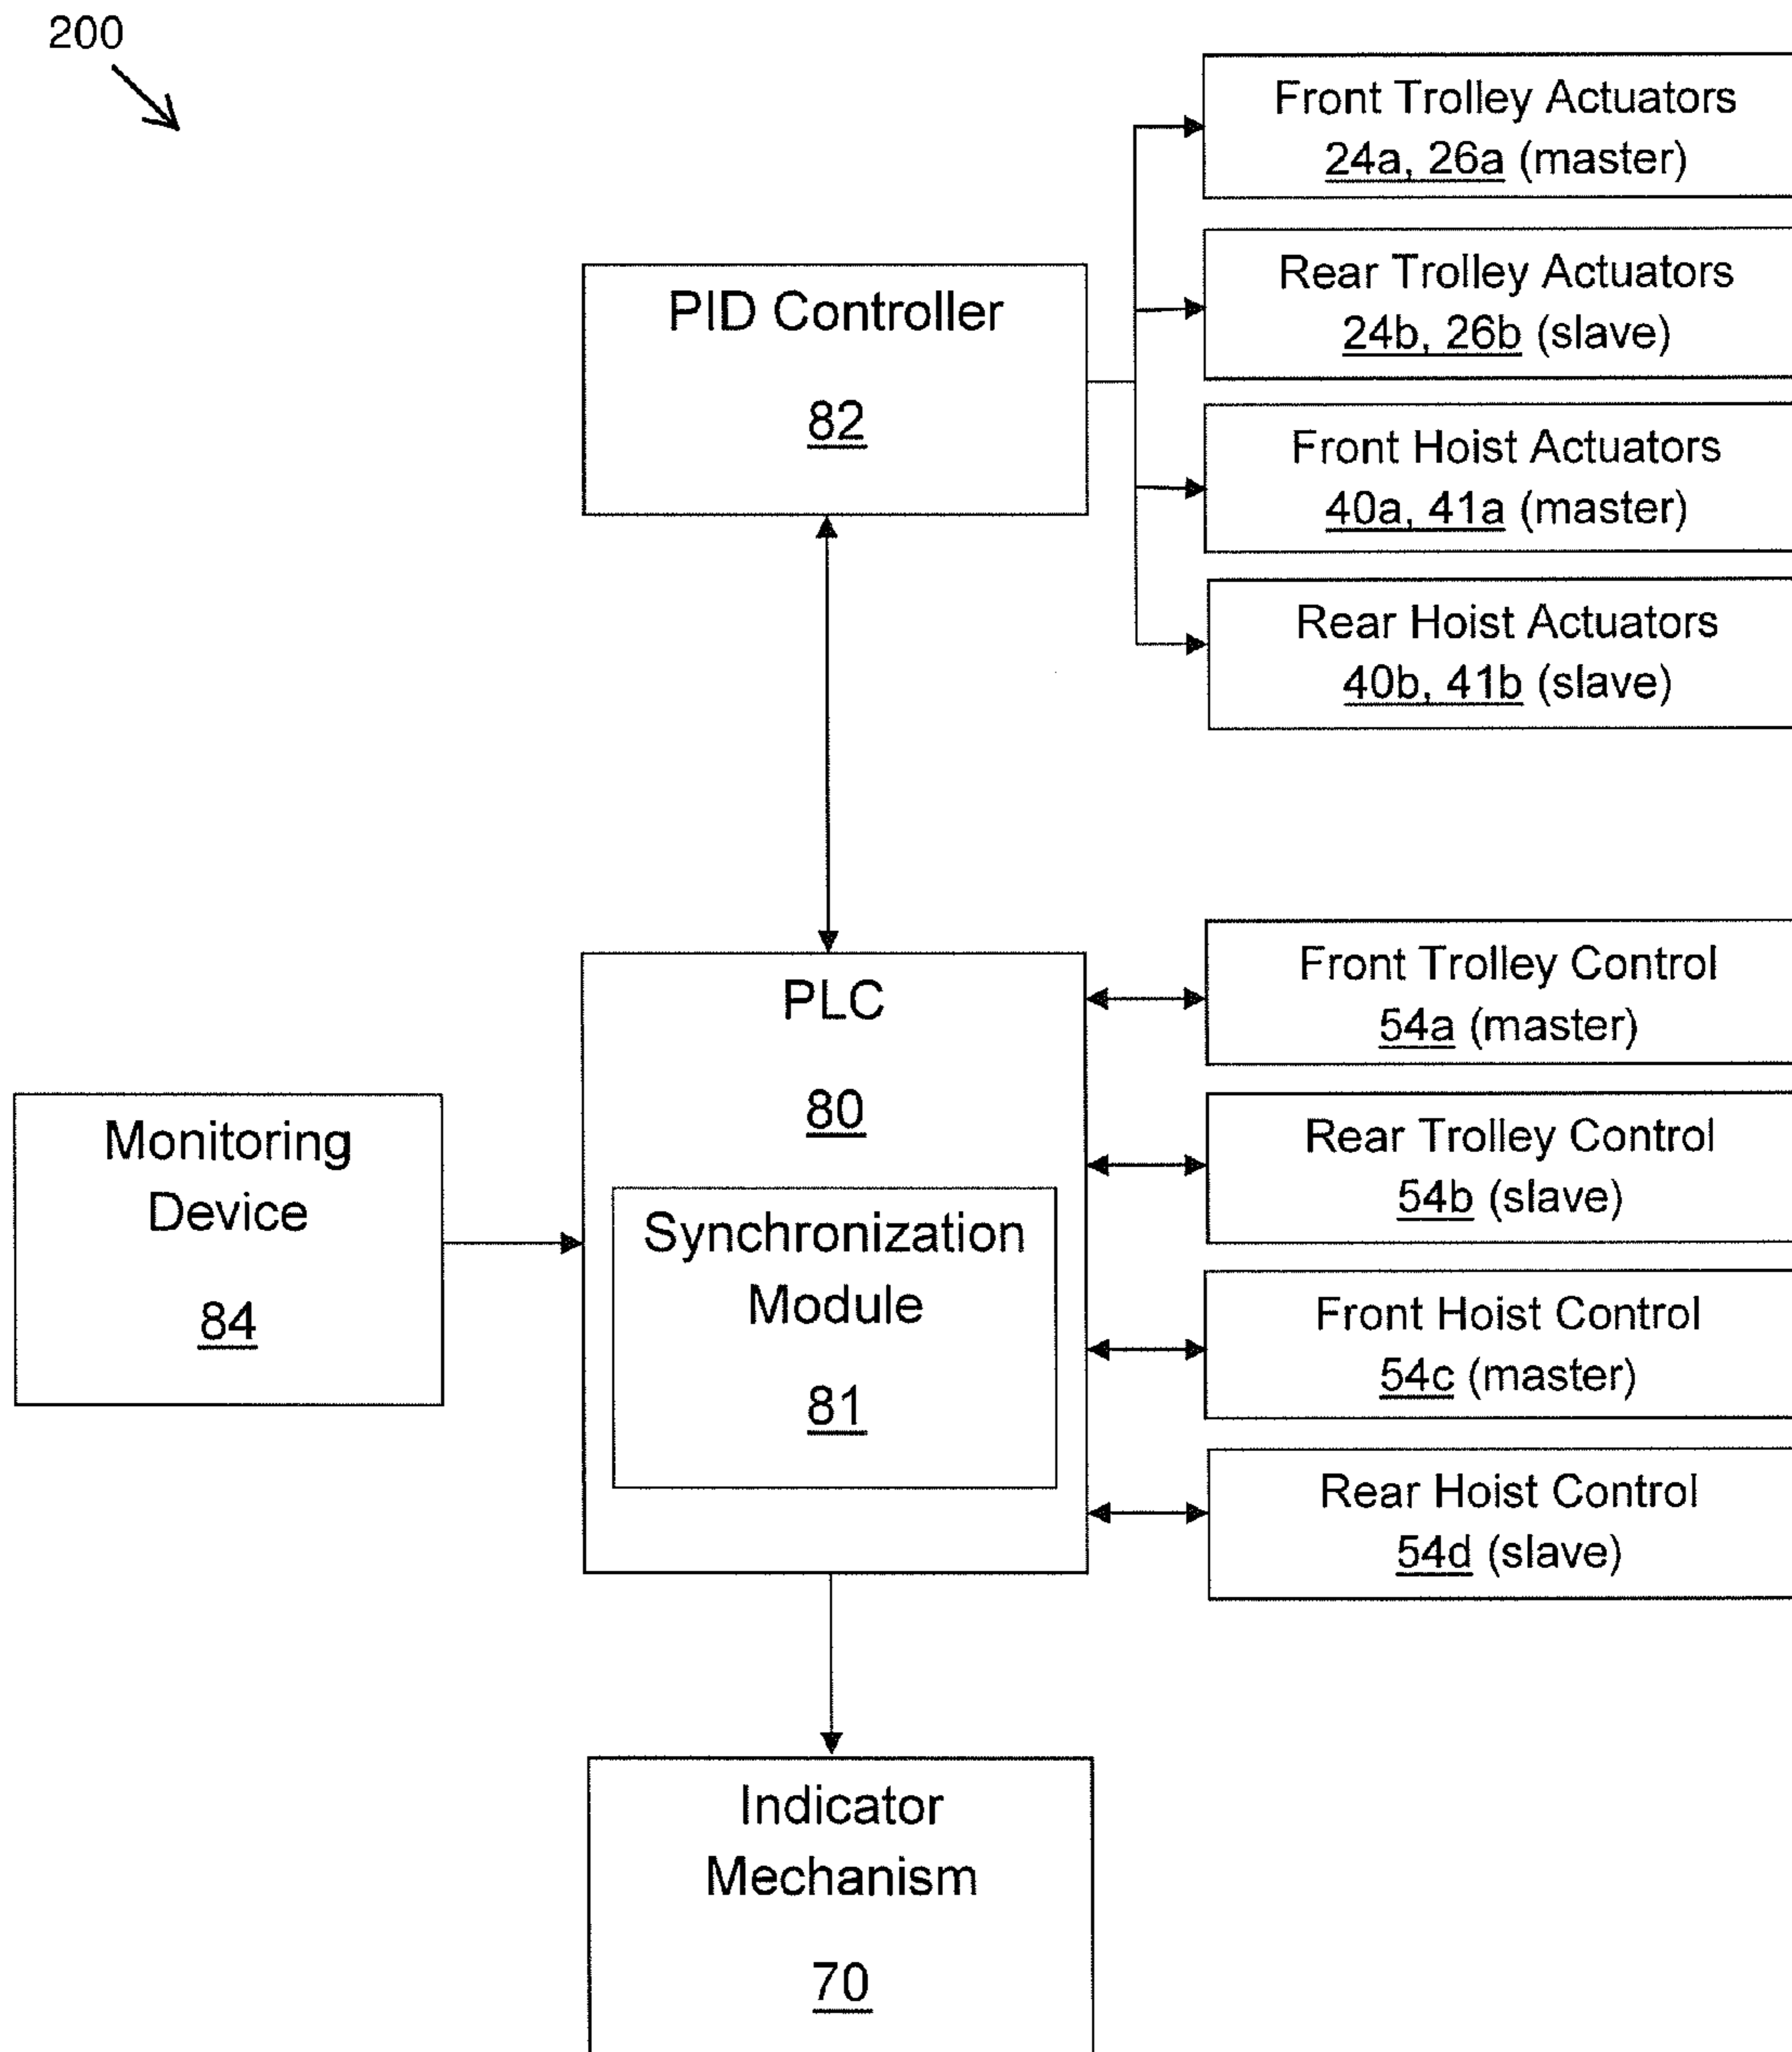 200
Front Trolley Actuators
24a, 26a (master)
Rear Trolley Actuators
24b, 26b (slave)
PID Controller
82
Front Hoist Actuators
40a, 41a (master)
Rear Hoist Actuators
40b, 41b (slave)
PLC
80
Front Trolley Control
54a (master)
Monitoring
Device
84
Rear Trolley Control
54b (slave)
Synchronization
Module
81
Front Hoist Control
54c (master)
Rear Hoist Control
54d (slave)
Indicator
Mechanism
70